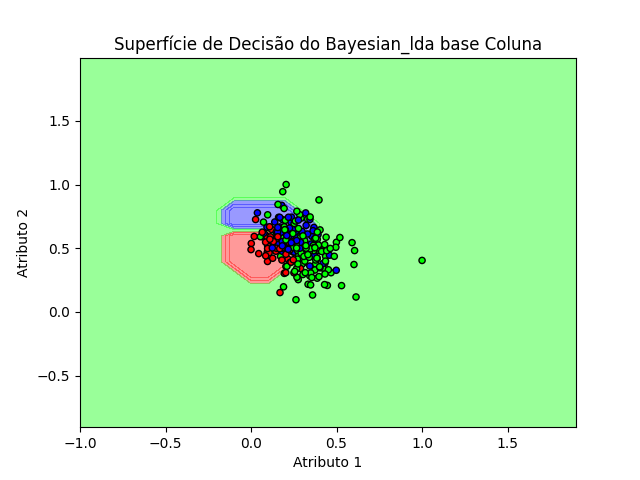 Superfície de Decisão do Bayesian_lda base Coluna
1.5
1.0
0.5
0.0
−0.5
Atributo 2
−1.0 −0.5 0.0 0.5 1.0 1.5
Atributo 1